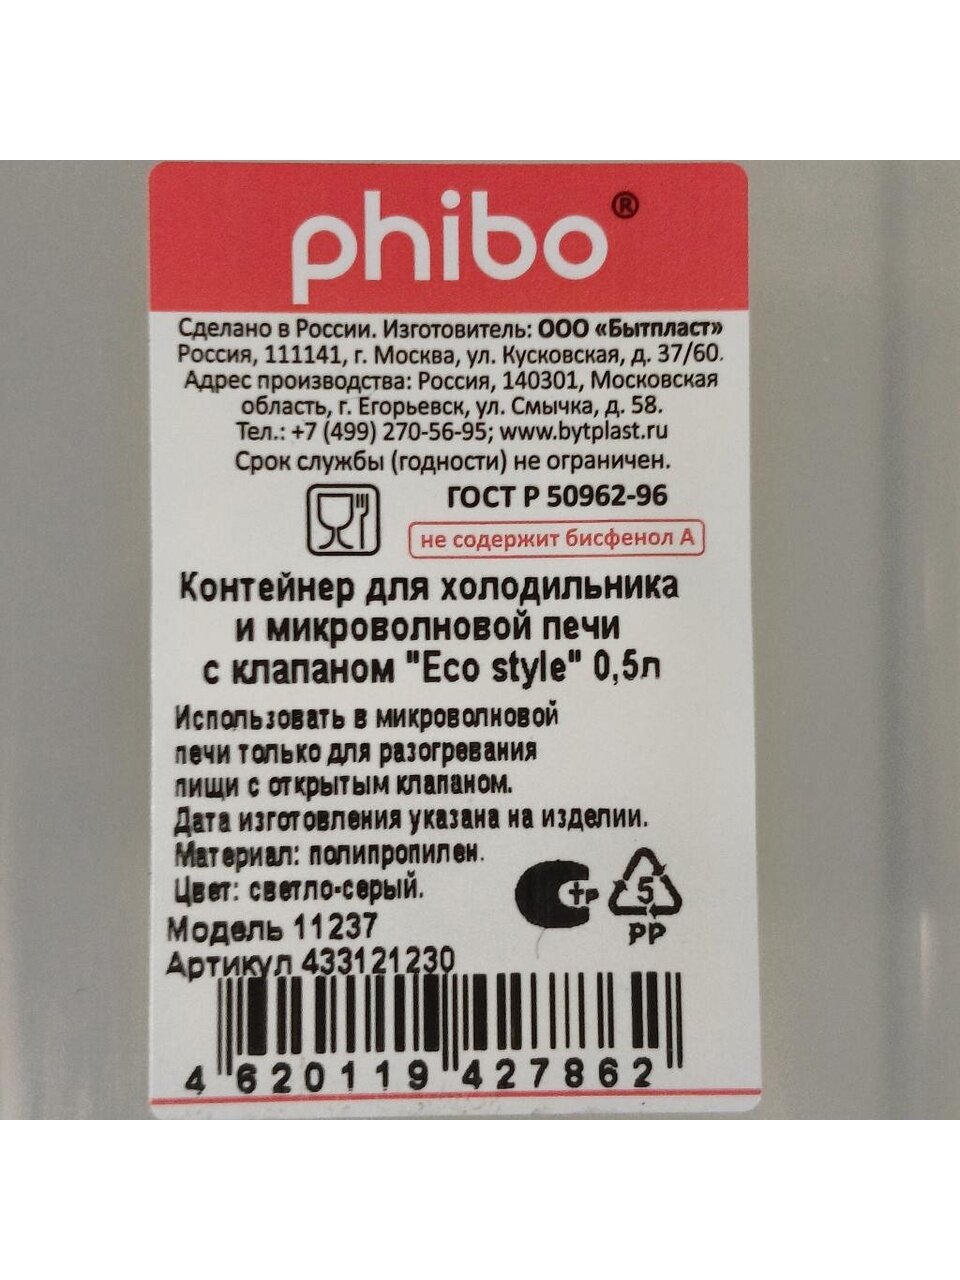 phibo®
Сделано в России. Изготовитель: ООО «Бытпласт»
Россия, 111141, г. Москва, ул. Кусковская, д. 37/60.
Адрес производства: Россия, 140301, Московская
область, г. Егорьевск, ул. Смычка, д. 58.
Тел.: +7 (499) 270-56-95; www.bytplast.ru
Срок службы (годности) не ограничен.
ГОСТ Р 50962-96
не содержит бисфенол А
Контейнер для холодильника
и микроволновой печи
с клапаном "Eco style" 0,5л
Использовать в микроволновой
печи только для разогревания
пищи с открытым клапаном.
Дата изготовления указана на изделии.
Материал: полипропилен.
Цвет: светло-серый.
5
PP
Модель 11237
Артикул 433121230
4 620119 427862